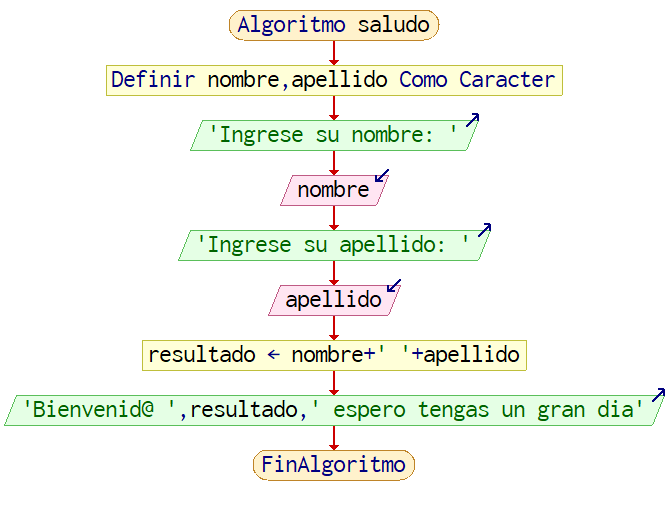 Algoritmo saludo
Definir nombre,apellido Como Caracter
'Ingrese su nombre: '
nombre
'Ingrese su apellido: '
apellido
resultado ← nombre+' '+apellido
'Bienvenid@ ',resultado,' espero tengas un gran dia'
FinAlgoritmo